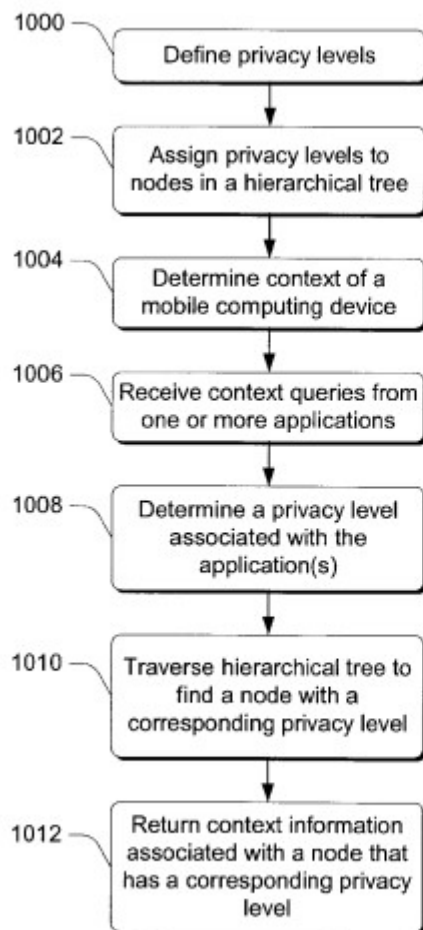 1000
Define privacy levels
1002
Assign privacy levels to
nodes in a hierarchical tree
1004
Determine context of a
mobile computing device
1006
Receive context queries from
one or more applications
1008
Determine a privacy level
associated with the
application(s)
1010
Traverse hierarchical tree to
find a node with a
corresponding privacy level
1012
Return context information
associated with a node that
has a corresponding privacy
level